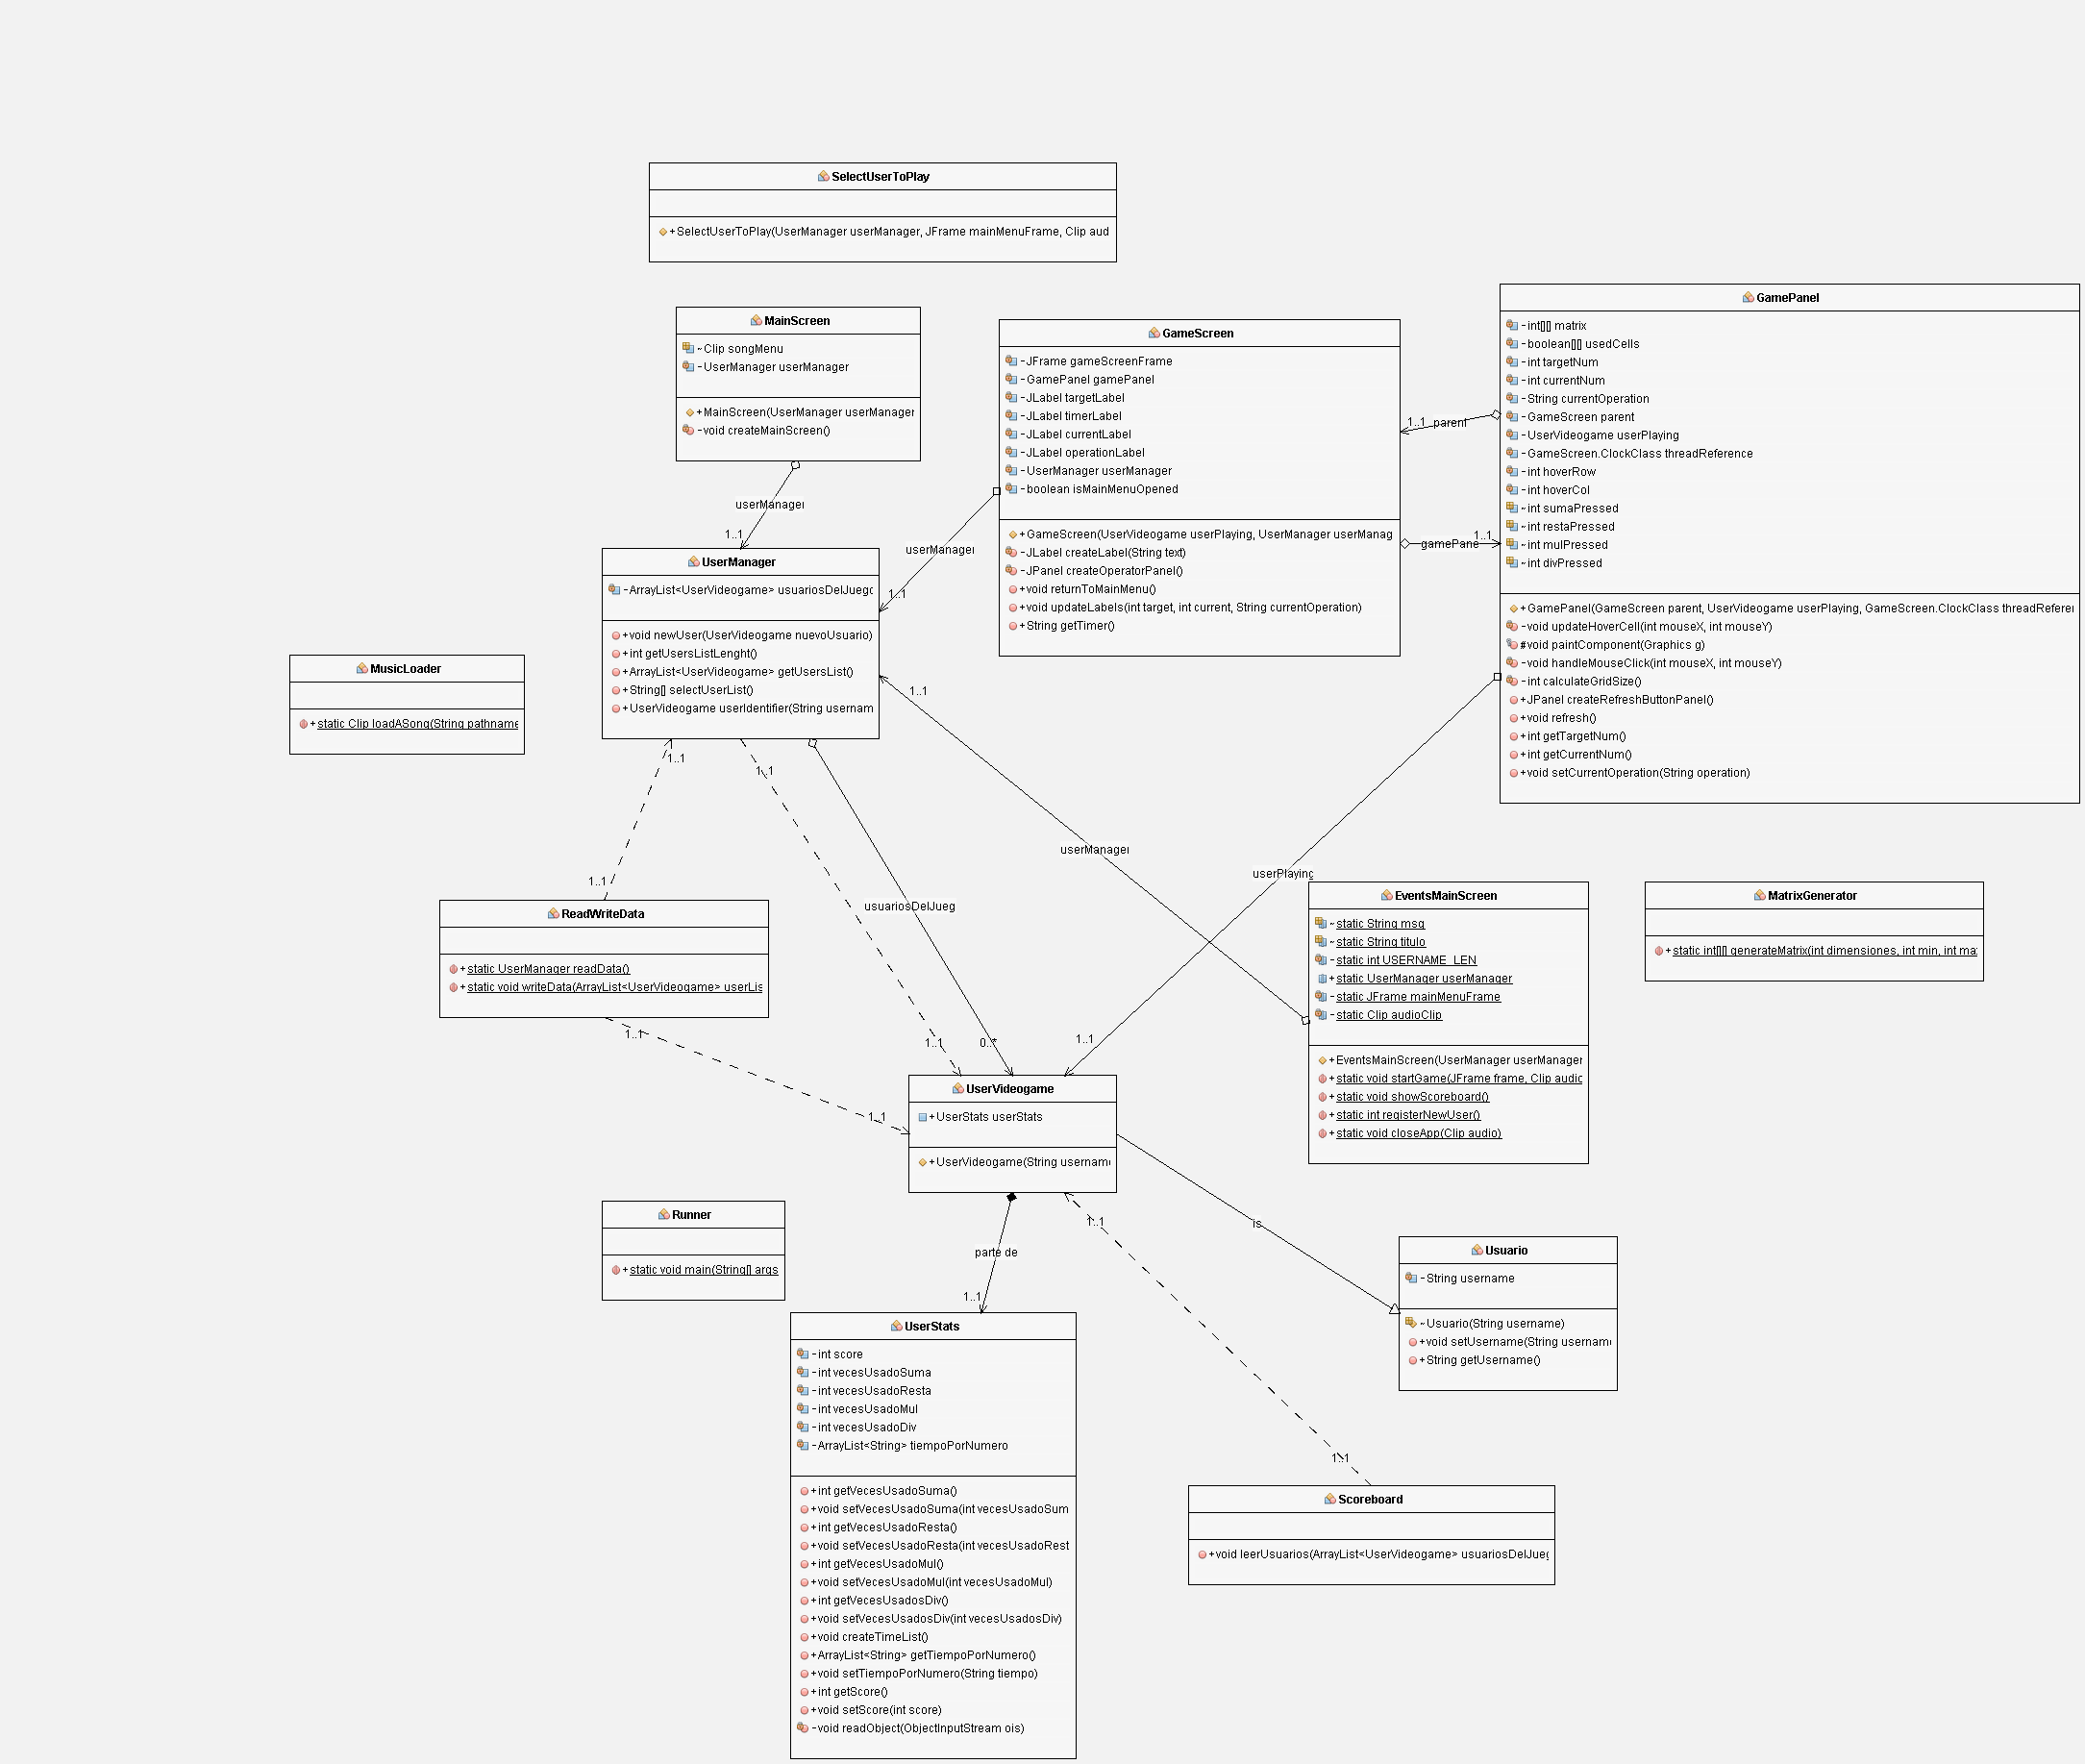 SelectUserToPlay
+SelectUserToPlay(UserManager userManager, JFrame mainMenuFrame, Clip aud
MainScreen
~Clip songMenu
-UserManager userManager
+MainScreen(UserManager userManager
-void createMainScreen()
GameScreen
-JFrame gameScreenFrame
-GamePanel gamePanel
-JLabel targetLabel
-JLabel timerLabel
-JLabel currentLabel
-JLabel operationLabel
-UserManager userManager
-boolean isMainMenuOpened
+GameScreen(UserVideogame userPlaying, UserManager userManag
-JLabel createLabel(String text)
-JPanel createOperatorPanel()
+void returnToMainMenu()
+void updateLabels(int target, int current, String currentOperation)
+String getTimer()
GamePanel
-int[][] matrix
-boolean[][] usedCells
-int targetNum
-int currentNum
-String currentOperation
-GameScreen parent
-UserVideogame userPlaying
-GameScreen.ClockClass threadReference
-int hoverRow
-int hoverCol
~int sumaPressed
~int restaPressed
~int mulPressed
~int divPressed
+GamePanel(GameScreen parent, UserVideogame userPlaying, GameScreen.ClockClass threadReferen
-void updateHoverCell(int mouseX, int mouseY)
#void paintComponent(Graphics g)
-void handleMouseClick(int mouseX, int mouseY)
-int calculateGridSize()
+JPanel createRefreshButtonPanel()
+void refresh()
+int getTargetNum()
+int getCurrentNum()
+void setCurrentOperation(String operation)
1..1 parent
gamePane 1..1
userManager
1..1
userManager
1..1
UserManager
-ArrayList<UserVideogame> usuariosDelJuego
+void newUser(UserVideogame nuevoUsuario)
+int getUsersListLenght()
+ArrayList<UserVideogame> getUsersList()
+String[] selectUserList()
+UserVideogame userIdentifier(String usernam
MusicLoader
+static Clip loadASong(String pathname
1..1
1..1
1..1
userManager
userPlaying
1..1
usuariosDelJueg
1..1
0..*
1..1
ReadWriteData
+static UserManager readData()
+static void writeData(ArrayList<UserVideogame> userLis
1..1
1..1
EventsMainScreen
~static String msg
~static String titulo
-static int USERNAME_LEN
+static UserManager userManager
-static JFrame mainMenuFrame
-static Clip audioClip
+EventsMainScreen(UserManager userManager
+static void startGame(JFrame frame, Clip audio
+static void showScoreboard()
+static int registerNewUser()
+static void closeApp(Clip audio)
MatrixGenerator
+static int[][] generateMatrix(int dimensiones, int min, int ma
UserVideogame
+UserStats userStats
+UserVideogame(String username
Runner
+static void main(String[] args
is
1..1
parte de
1..1
Usuario
-String username
~Usuario(String username)
+void setUsername(String username
+String getUsername()
UserStats
-int score
-int vecesUsadoSuma
-int vecesUsadoResta
-int vecesUsadoMul
-int vecesUsadoDiv
-ArrayList<String> tiempoPorNumero
+int getVecesUsadoSuma()
+void setVecesUsadoSuma(int vecesUsadoSum
+int getVecesUsadoResta()
+void setVecesUsadoResta(int vecesUsadoRest
+int getVecesUsadoMul()
+void setVecesUsadoMul(int vecesUsadoMul)
+int getVecesUsadosDiv()
+void setVecesUsadosDiv(int vecesUsadosDiv)
+void createTimeList()
+ArrayList<String> getTiempoPorNumero()
+void setTiempoPorNumero(String tiempo)
+int getScore()
+void setScore(int score)
-void readObject(ObjectInputStream ois)
1..1
Scoreboard
+void leerUsuarios(ArrayList<UserVideogame> usuariosDelJueg